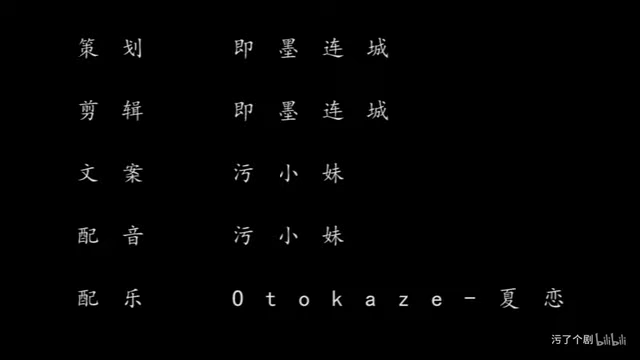 策划 即墨连城
剪辑 即墨连城
文案 污小妹
配音 污小妹
配乐 Otokaze-夏恋
污了个剧 bilibili